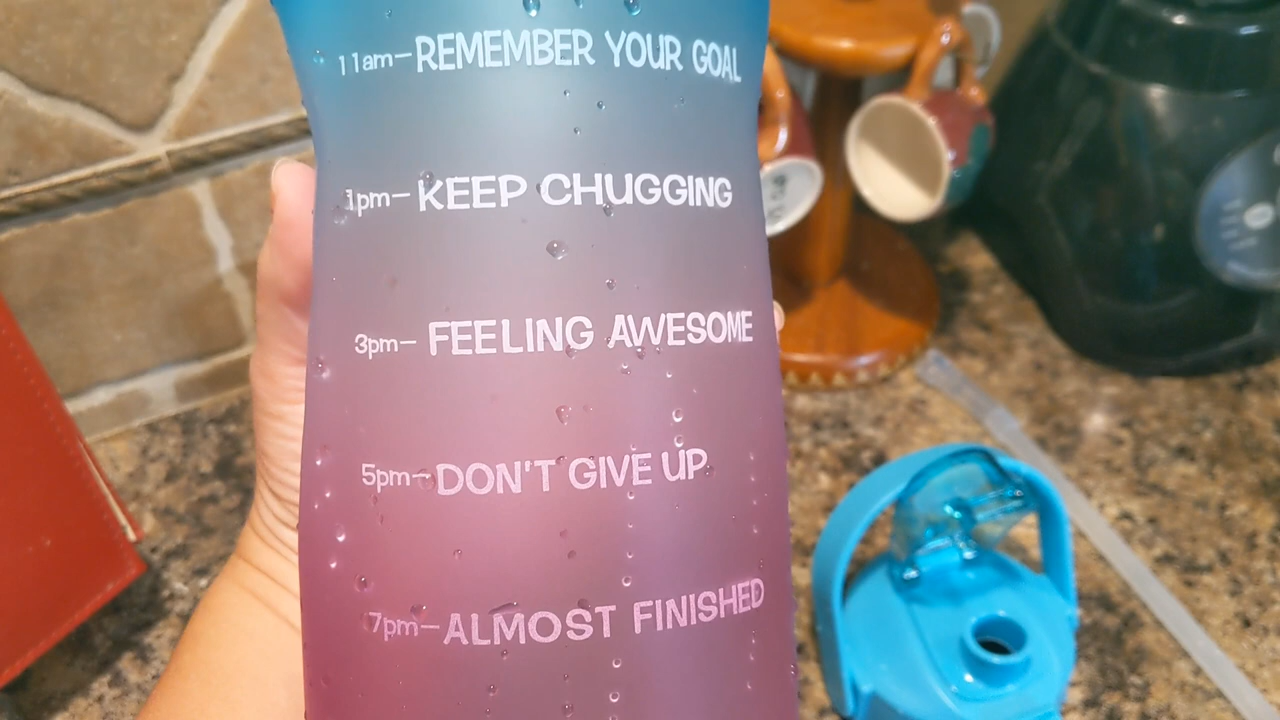 11am-REMEMBER YOUR GOAL
1pm-KEEP CHUGGING
3pm- FEELING AWESOME
5pm-DON'T GIVE UP
7pm-ALMOST FINISHED